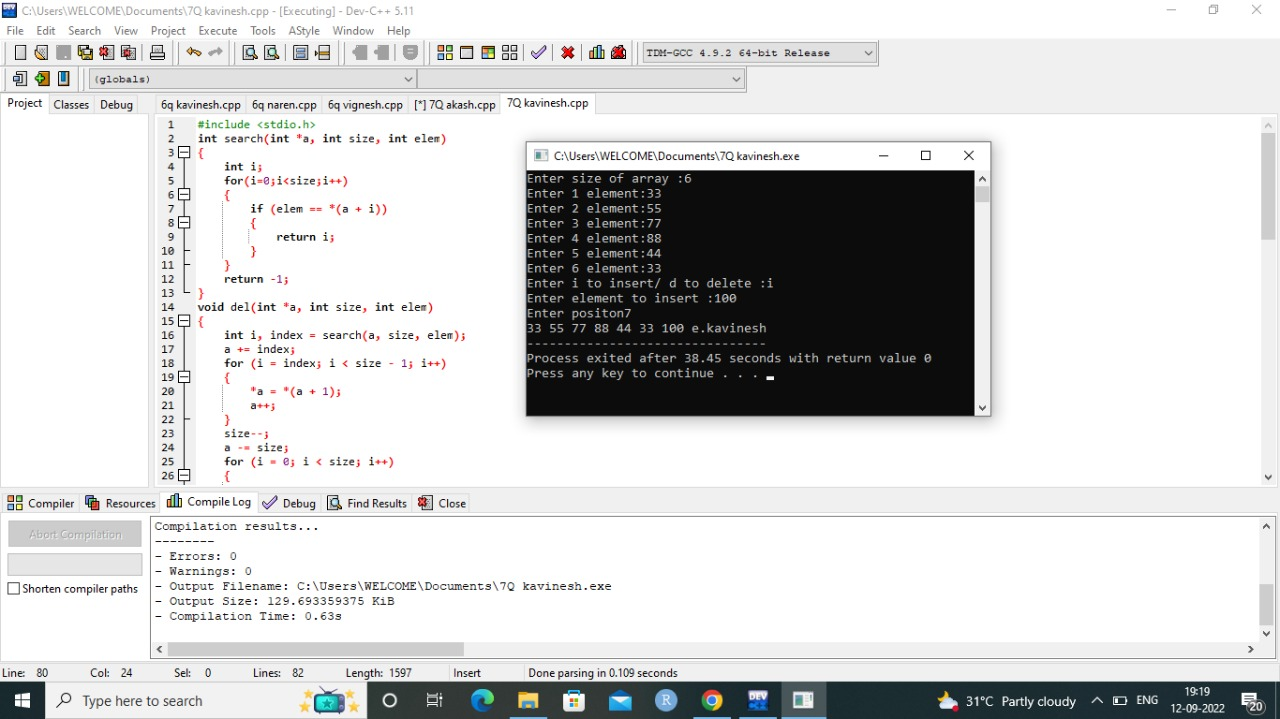 C:\Users\WELCOME\Documents\7Q kavinesh.cpp - [Executing] - Dev-C++ 5.11
File Edit Search View Project Execute Tools AStyle Window Help
TDM-GCC 4.9.2 64-bit Release
(globals)
Project Classes Debug
6q kavinesh.cpp 6q naren.cpp 6q vignesh.cpp [*] 7Q akash.cpp 7Q kavinesh.cpp
1 #include <stdio.h>
2 int search(int *a, int size, int elem)
3 {
4 int i;
5 for(i=0;i<size;i++)
6 {
7 if (elem == *(a + i))
8 {
9 return i;
10 }
11 }
12 return -1;
13 }
14 void del(int *a, int size, int elem)
15 {
16 int i, index = search(a, size, elem);
17 a += index;
18 for (i = index; i < size - 1; i++)
19 {
20 *a = *(a + 1);
21 a++;
22 }
23 size--;
24 a -= size;
25 for (i = 0; i < size; i++)
26 {
C:\Users\WELCOME\Documents\7Q kavinesh.exe
Enter size of array :6
Enter 1 element:33
Enter 2 element:55
Enter 3 element:77
Enter 4 element:88
Enter 5 element:44
Enter 6 element:33
Enter i to insert/ d to delete :i
Enter element to insert :100
Enter positon7
33 55 77 88 44 33 100 e.kavinesh
--------------------------------
Process exited after 38.45 seconds with return value 0
Press any key to continue . . .
Compiler Resources Compile Log Debug Find Results Close
Abort Compilation
Shorten compiler paths
Compilation results...
--------
- Errors: 0
- Warnings: 0
- Output Filename: C:\Users\WELCOME\Documents\7Q kavinesh.exe
- Output Size: 129.693359375 KiB
- Compilation Time: 0.63s
Line: 80 Col: 24 Sel: 0 Lines: 82 Length: 1597 Insert Done parsing in 0.109 seconds
Type here to search
R
DEV
31°C Partly cloudy
ENG
19:19
12-09-2022
20